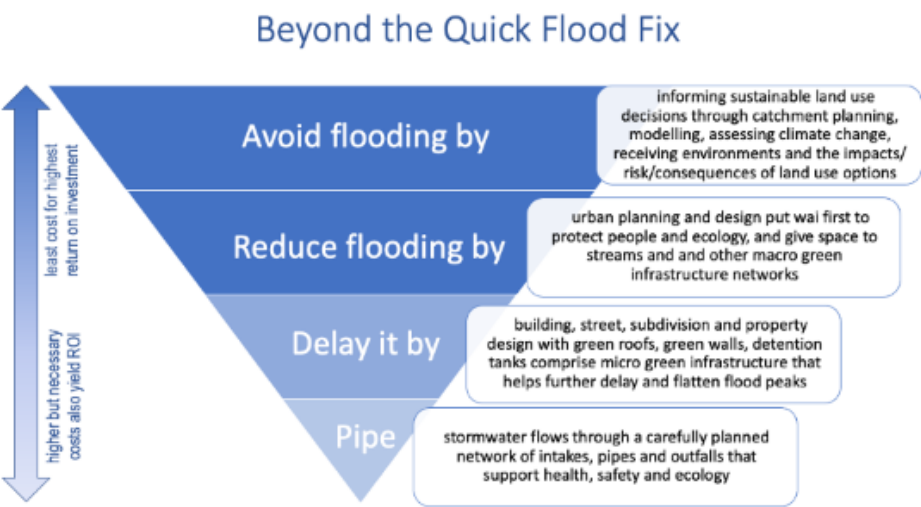 Beyond the Quick Flood Fix
least cost for highest
return on investment
higher but necessary
costs also yield ROI
Avoid flooding by
informing sustainable land use
decisions through catchment planning,
modelling, assessing climate change,
receiving environments and the impacts/
risk/consequences of land use options
Reduce flooding by
urban planning and design put wai first to
protect people and ecology, and give space to
streams and and other macro green
infrastructure networks
Delay it by
building, street, subdivision and property
design with green roofs, green walls, detention
tanks comprise micro green infrastructure that
helps further delay and flatten flood peaks
Pipe
stormwater flows through a carefully planned
network of intakes, pipes and outfalls that
support health, safety and ecology